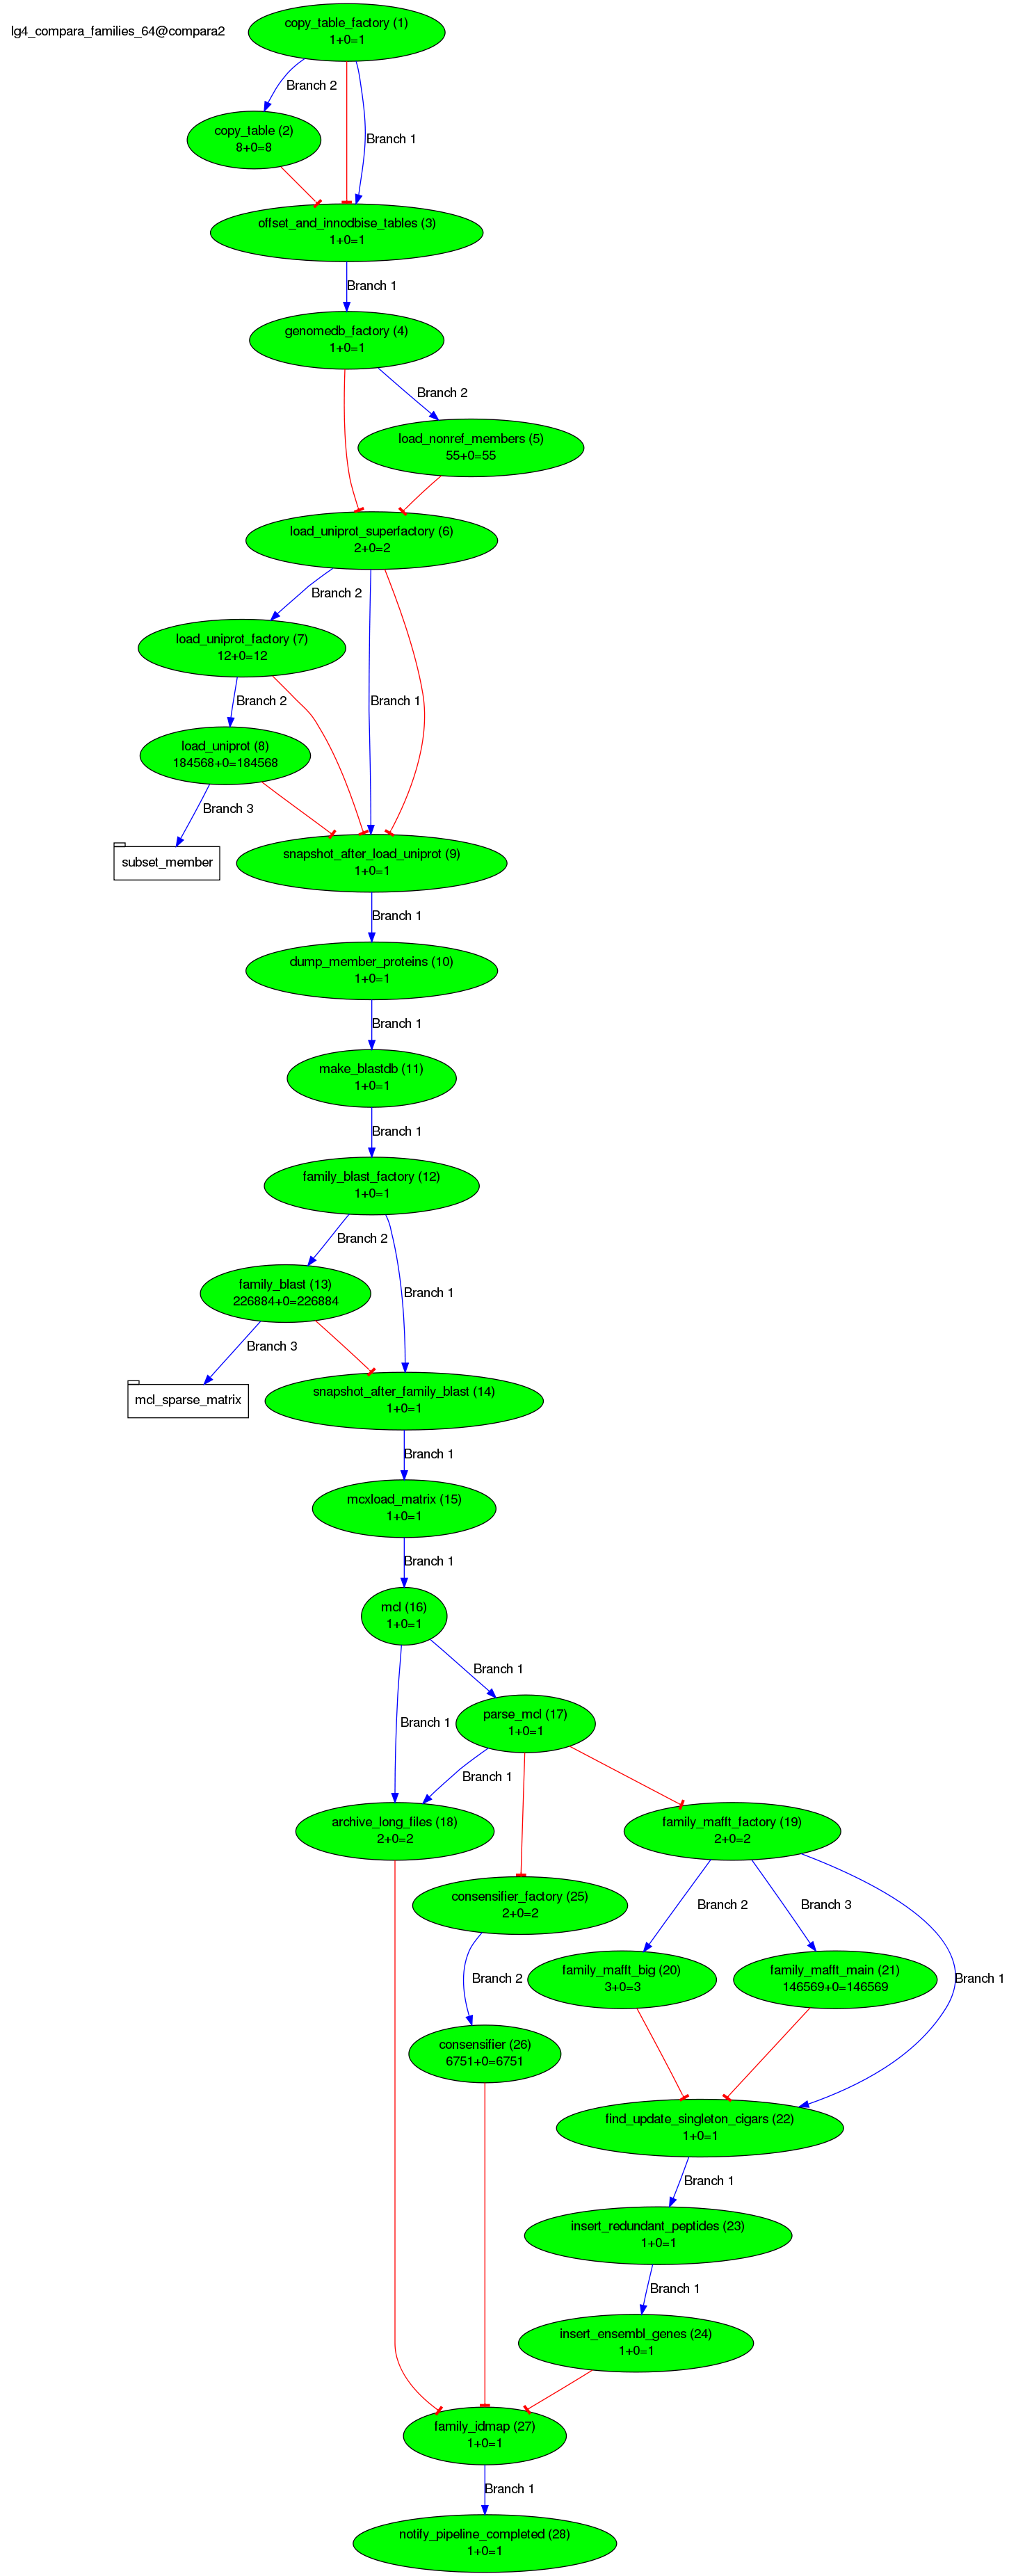 lg4_compara_families_64@compara2
copy_table_factory (1)
1+0=1
Branch 2
copy_table (2)
8+0=8
Branch 1
offset_and_innodbise_tables (3)
1+0=1
Branch 1
genomedb_factory (4)
1+0=1
Branch 2
load_nonref_members (5)
55+0=55
load_uniprot_superfactory (6)
2+0=2
Branch 2
load_uniprot_factory (7)
12+0=12
Branch 2
Branch 1
load_uniprot (8)
184568+0=184568
Branch 3
subset_member
snapshot_after_load_uniprot (9)
1+0=1
Branch 1
dump_member_proteins (10)
1+0=1
Branch 1
make_blastdb (11)
1+0=1
Branch 1
family_blast_factory (12)
1+0=1
Branch 2
family_blast (13)
226884+0=226884
Branch 1
Branch 3
mcl_sparse_matrix
snapshot_after_family_blast (14)
1+0=1
Branch 1
mcxload_matrix (15)
1+0=1
Branch 1
mcl (16)
1+0=1
Branch 1
parse_mcl (17)
1+0=1
Branch 1
Branch 1
archive_long_files (18)
2+0=2
family_mafft_factory (19)
2+0=2
consensifier_factory (25)
2+0=2
Branch 2
Branch 3
family_mafft_big (20)
3+0=3
family_mafft_main (21)
146569+0=146569
Branch 1
Branch 2
consensifier (26)
6751+0=6751
find_update_singleton_cigars (22)
1+0=1
Branch 1
insert_redundant_peptides (23)
1+0=1
Branch 1
insert_ensembl_genes (24)
1+0=1
family_idmap (27)
1+0=1
Branch 1
notify_pipeline_completed (28)
1+0=1